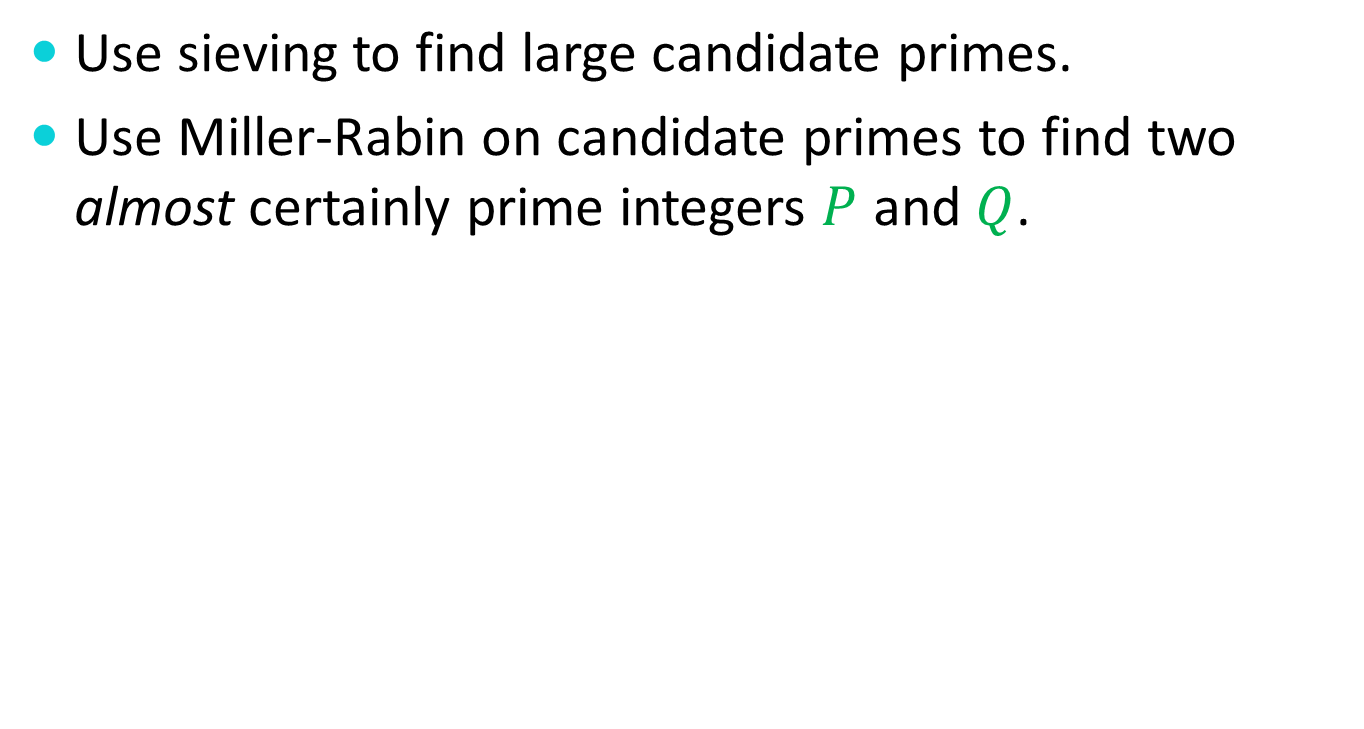 • Use sieving to find large candidate primes.
• Use Miller-Rabin on candidate primes to find two
almost certainly prime integers P and Q.